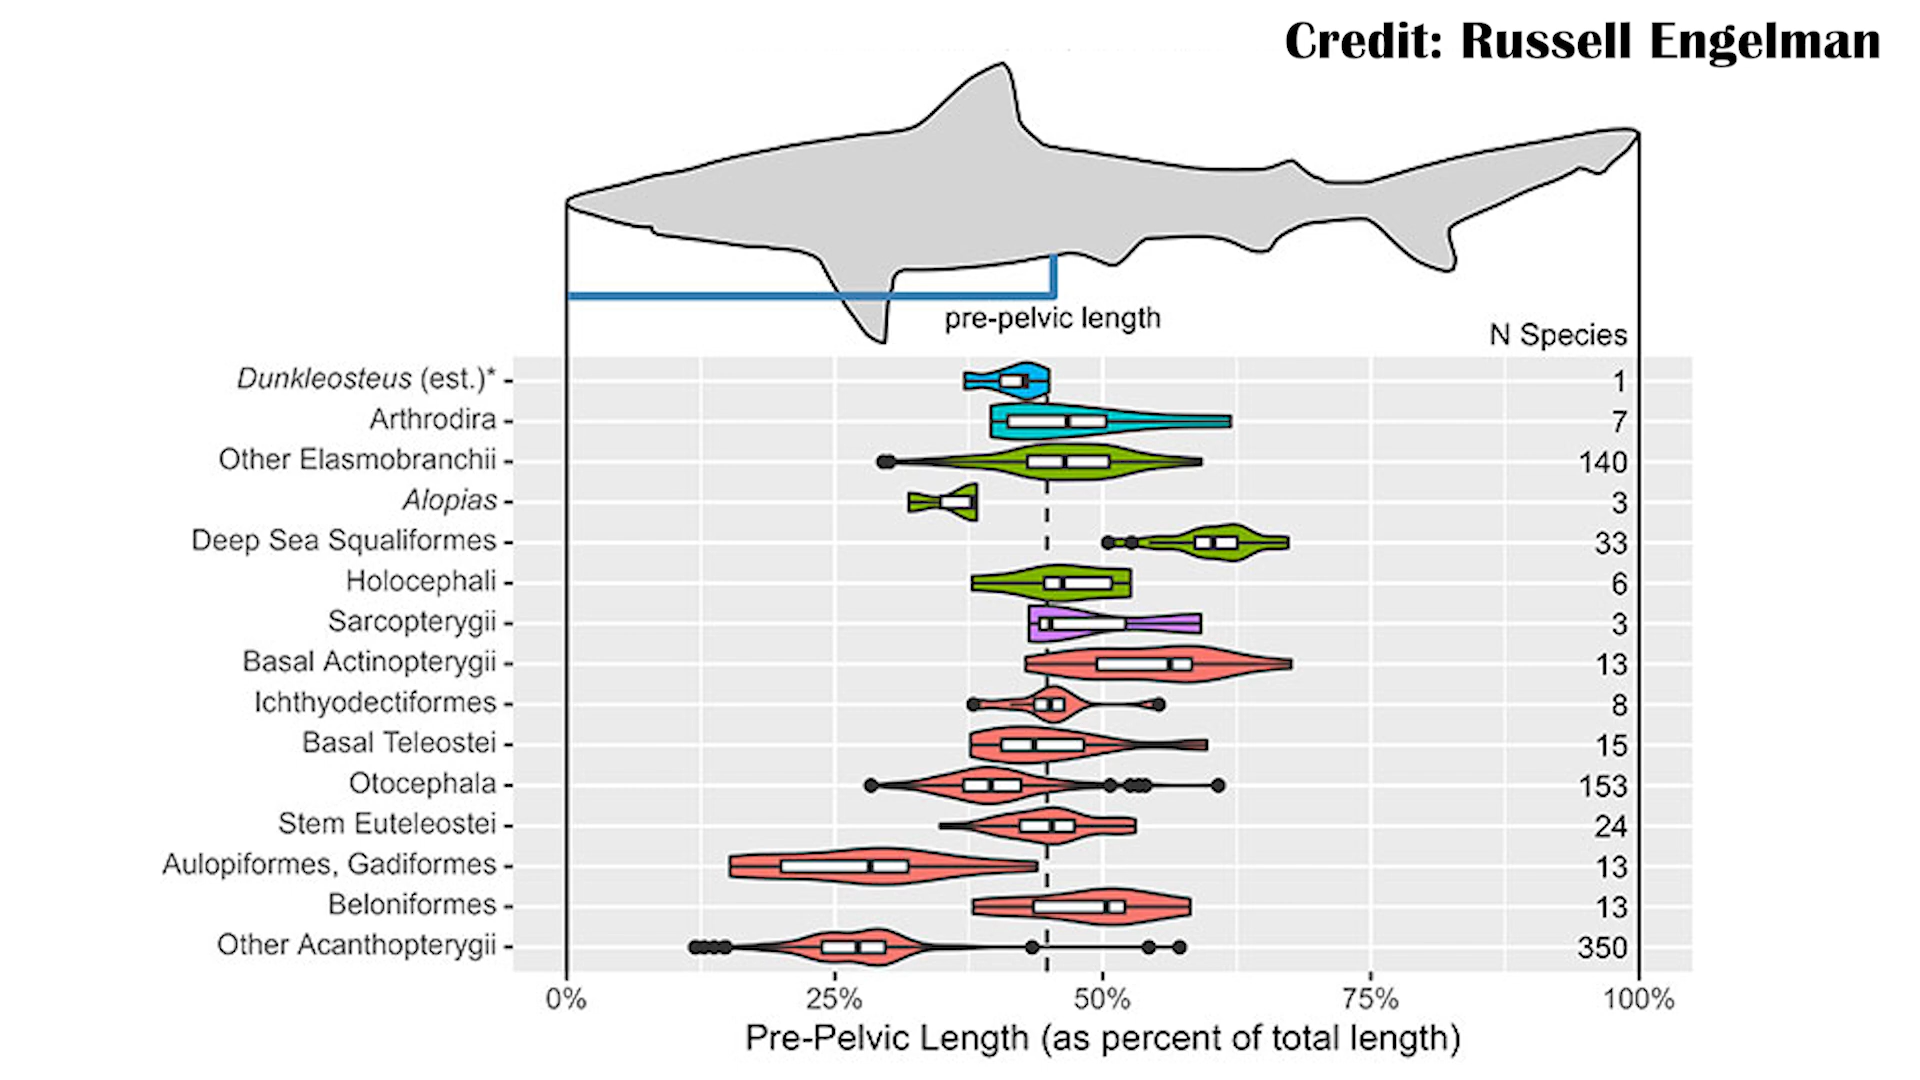 Credit: Russell Engelman
pre-pelvic length
N Species
Dunkleosteus (est.)* 1
Arthrodira 7
Other Elasmobranchii 140
Alopias 3
Deep Sea Squaliformes 33
Holocephali 6
Sarcopterygii 3
Basal Actinopterygii 13
Ichthyodectiformes 8
Basal Teleostei 15
Otocephala 153
Stem Euteleostei 24
Aulopiformes, Gadiformes 13
Beloniformes 13
Other Acanthopterygii 350
0% 25% 50% 75% 100%
Pre-Pelvic Length (as percent of total length)